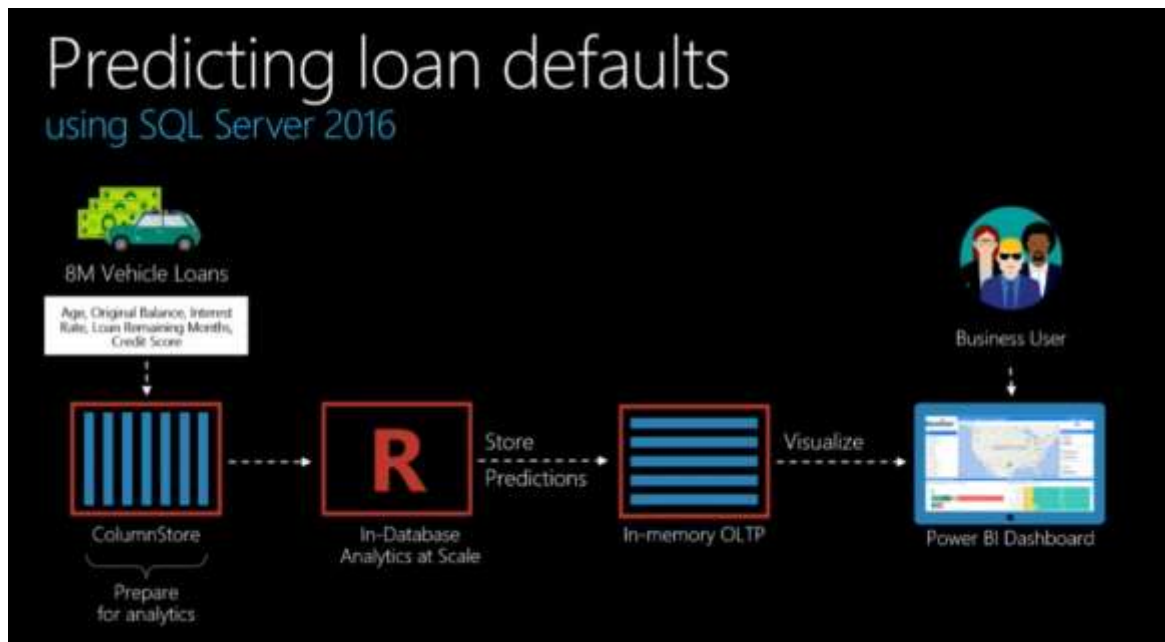 Predicting loan defaults
using SQL Server 2016
8M Vehicle Loans
Age, Original Balance, Interest
Rate, Loan Remaining Months,
Credit Score
Business User
R
Store
Predictions
Visualize
ColumnStore
In-Database
Analytics at Scale
In-memory OLTP
Power BI Dashboard
Prepare
for analytics